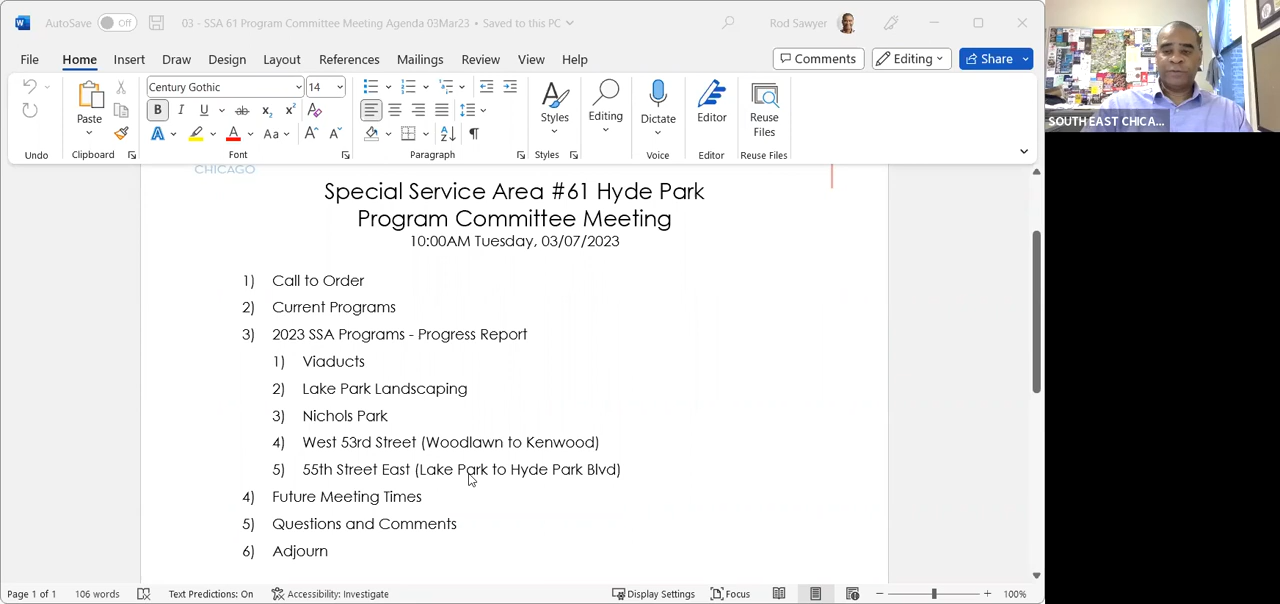 AutoSave Off 03 - SSA 61 Program Committee Meeting Agenda 03Mar23 • Saved to this PC Rod Sawyer
File Home Insert Draw Design Layout References Mailings Review View Help Comments Editing Share
Century Gothic 14
Paste Styles Editing Dictate Editor Reuse Files
Undo Clipboard Font Paragraph Styles Voice Editor Reuse Files
SOUTH EAST CHICA...
CHICAGO
Special Service Area #61 Hyde Park
Program Committee Meeting
10:00AM Tuesday, 03/07/2023
1) Call to Order
2) Current Programs
3) 2023 SSA Programs - Progress Report
1) Viaducts
2) Lake Park Landscaping
3) Nichols Park
4) West 53rd Street (Woodlawn to Kenwood)
5) 55th Street East (Lake Park to Hyde Park Blvd)
4) Future Meeting Times
5) Questions and Comments
6) Adjourn
Page 1 of 1 106 words Text Predictions: On Accessibility: Investigate Display Settings Focus 100%